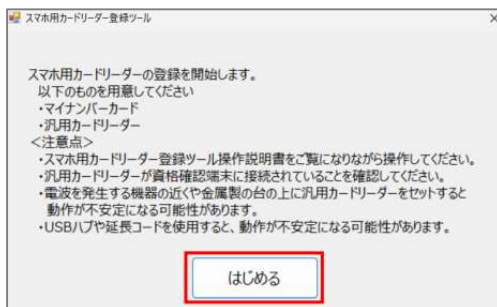 スマホ用カードリーダー登録ツール
スマホ用カードリーダーの登録を開始します。
以下のものを用意してください
・マイナンバーカード
・汎用カードリーダー
＜注意点＞
・スマホ用カードリーダー登録ツール操作説明書をご覧になりながら操作してください。
・汎用カードリーダーが資格確認端末に接続されていることを確認してください。
・電波を発生する機器の近くや金属製の台の上に汎用カードリーダーをセットすると
動作が不安定になる可能性があります。
・USBハブや延長コードを使用すると、動作が不安定になる可能性があります。
はじめる